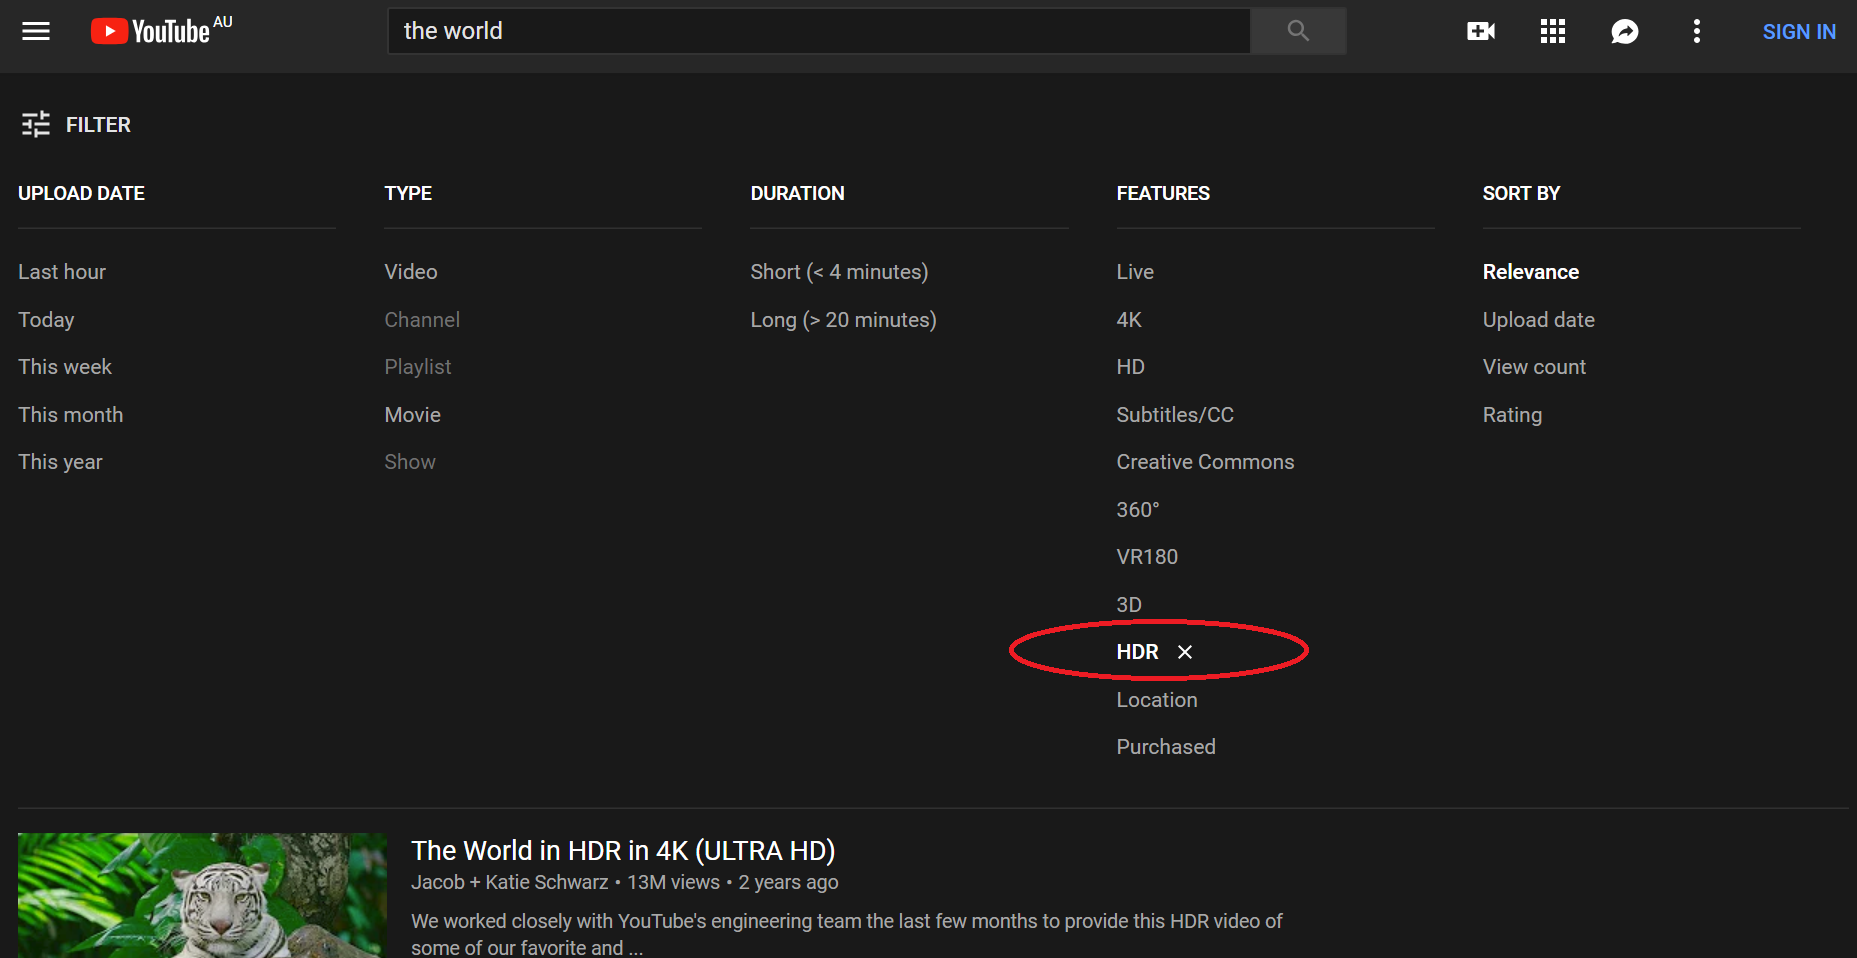 YouTube AU
the world
SIGN IN
FILTER
UPLOAD DATE
Last hour
Today
This week
This month
This year
TYPE
Video
Channel
Playlist
Movie
Show
DURATION
Short (< 4 minutes)
Long (> 20 minutes)
FEATURES
Live
4K
HD
Subtitles/CC
Creative Commons
360°
VR180
3D
HDR
Location
Purchased
SORT BY
Relevance
Upload date
View count
Rating
The World in HDR in 4K (ULTRA HD)
Jacob + Katie Schwarz • 13M views • 2 years ago
We worked closely with YouTube's engineering team the last few months to provide this HDR video of
some of our favorite and ...